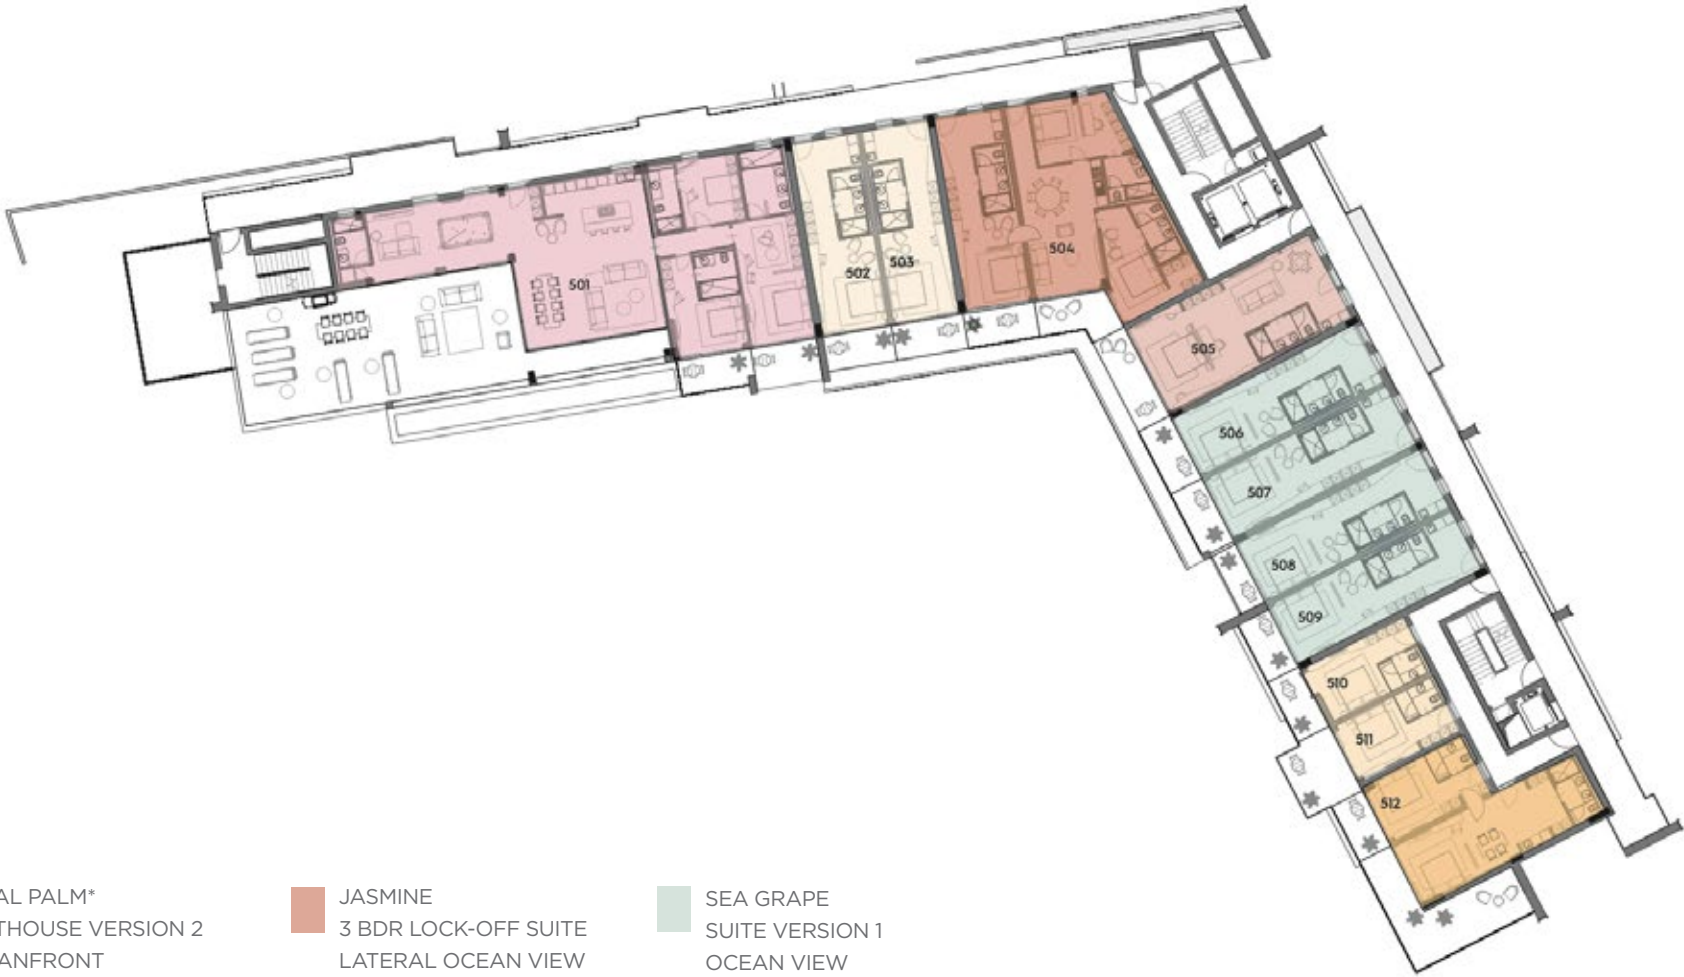 501
502
503
504
505
506
507
508
509
510
511
512
AL PALM*
THOUSE VERSION 2
ANFRONT
JASMINE
3 BDR LOCK-OFF SUITE
LATERAL OCEAN VIEW
SEA GRAPE
SUITE VERSION 1
OCEAN VIEW